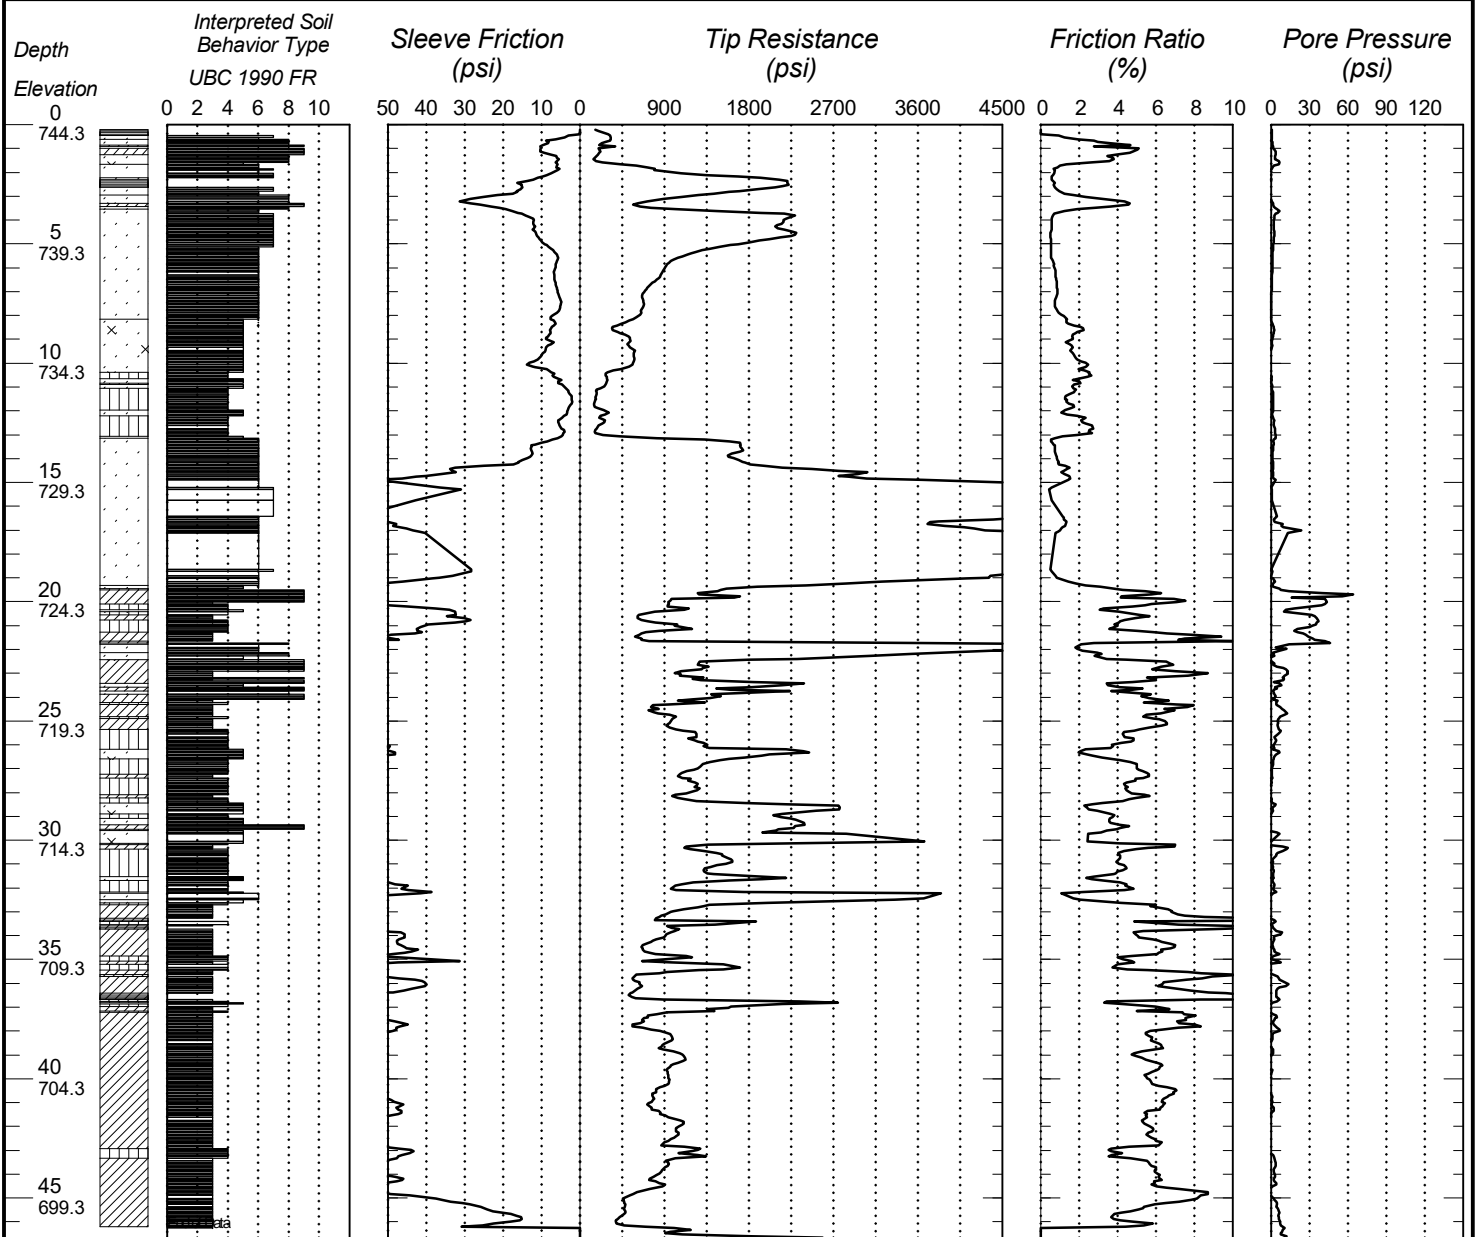 Depth
Elevation
Interpreted Soil
Behavior Type
UBC 1990 FR
Sleeve Friction
(psi)
Tip Resistance
(psi)
Friction Ratio
(%)
Pore Pressure
(psi)
0 2 4 6 8 10
50 40 30 20 10 0
900 1800 2700 3600 4500
0 2 4 6 8 10
0 30 60 90 120
0
744.3
5
739.3
10
734.3
15
729.3
20
724.3
25
719.3
30
714.3
35
709.3
40
704.3
45
699.3